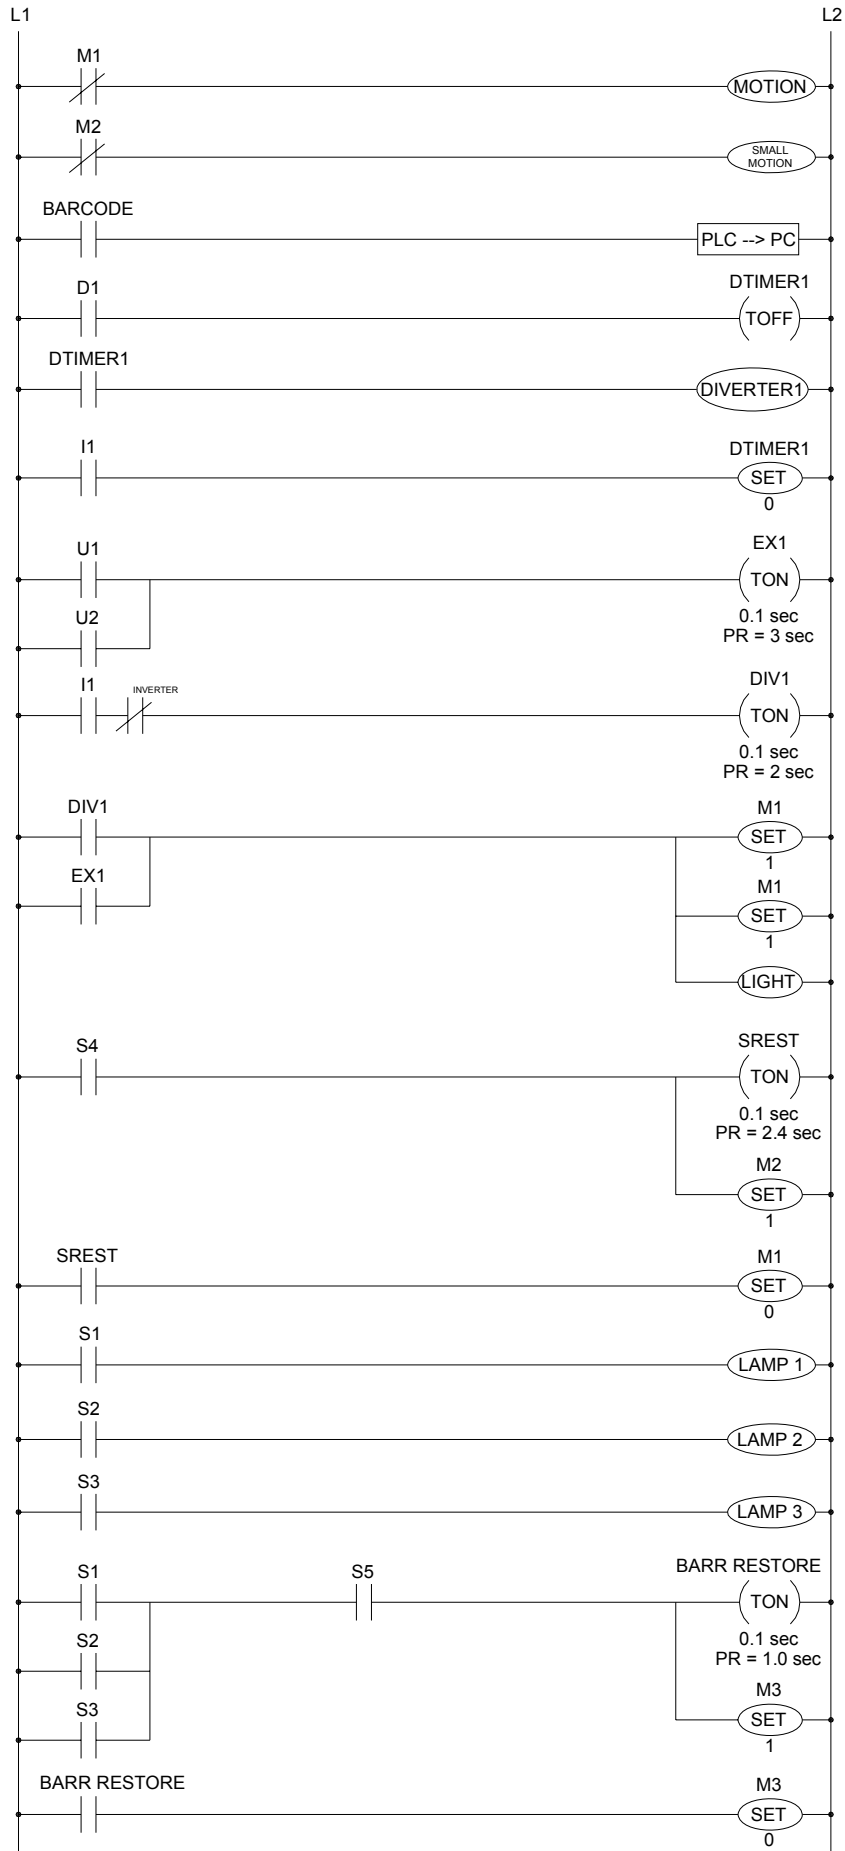 L1
L2
M1
MOTION
M2
SMALL
MOTION
BARCODE
PLC --> PC
D1
DTIMER1
TOFF
DTIMER1
DIVERTER1
I1
DTIMER1
SET
0
U1
EX1
TON
0.1 sec
PR = 3 sec
U2
I1
INVERTER
DIV1
TON
0.1 sec
PR = 2 sec
DIV1
M1
SET
1
EX1
M1
SET
1
LIGHT
S4
SREST
TON
0.1 sec
PR = 2.4 sec
M2
SET
1
SREST
M1
SET
0
S1
LAMP 1
S2
LAMP 2
S3
LAMP 3
S1
S5
BARR RESTORE
TON
0.1 sec
PR = 1.0 sec
S2
S3
M3
SET
1
BARR RESTORE
M3
SET
0